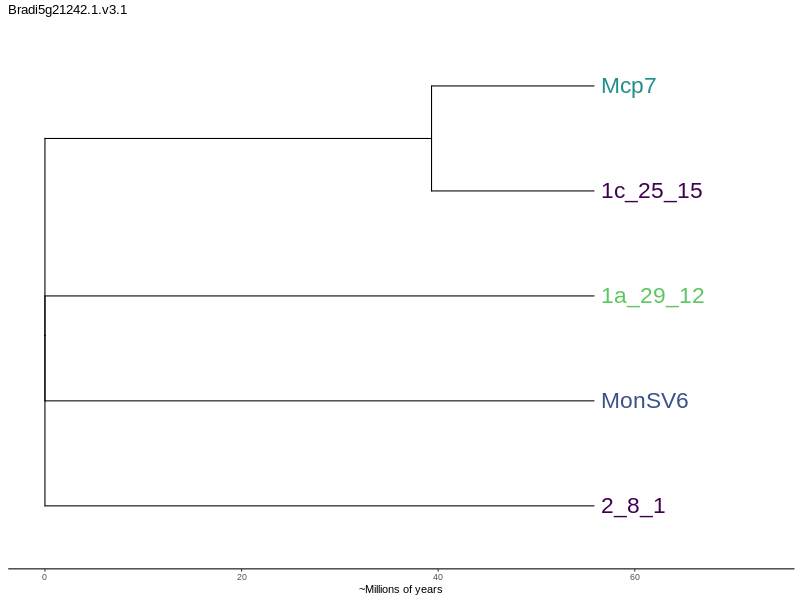 Bradi5g21242.1.v3.1
Mcp7
1c_25_15
1a_29_12
MonSV6
2_8_1
0 20 40 60
~Millions of years